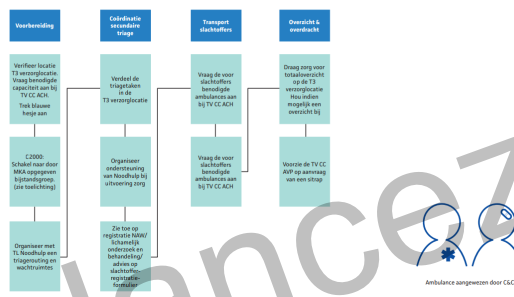 Voorbereiding
Verifieer locatie
T3 verzorglocatie.
Vraag benodigde
capaciteit aan bij
TV CC ACH.
Trek blauwe
hesje aan
C2000:
Schakel naar door
MKA opgegeven
bijstandsgroep.
(zie toelichting)
Organiseer met
TL Noodhulp een
triagerouting en
wachtruimtes
Coördinatie
secundaire
triage
Verdeel de
triagetaken
in de
T3 verzorglocatie
Organiseer
ondersteuning
van Noodhulp bij
uitvoering zorg
Zie toe op
registratie NAW/
lichamelijk
onderzoek en
behandeling/
advies op
slachtoffer-
registratie-
formulier
Transport
slachtoffers
Vraag de voor
slachtoffers
benodigde
ambulances aan
bij TV CC ACH
Vraag de voor
slachtoffers
benodigde
ambulances aan
bij TV CC ACH
Overzicht &
overdracht
Draag zorg voor
totaaloverzicht
op de T3
verzorglocatie
Hou indien
mogelijk een
overzicht bij
Voorzie de TV CC
AVP op aanvraag
van een sitrap
Ambulance aangewezen door C&C